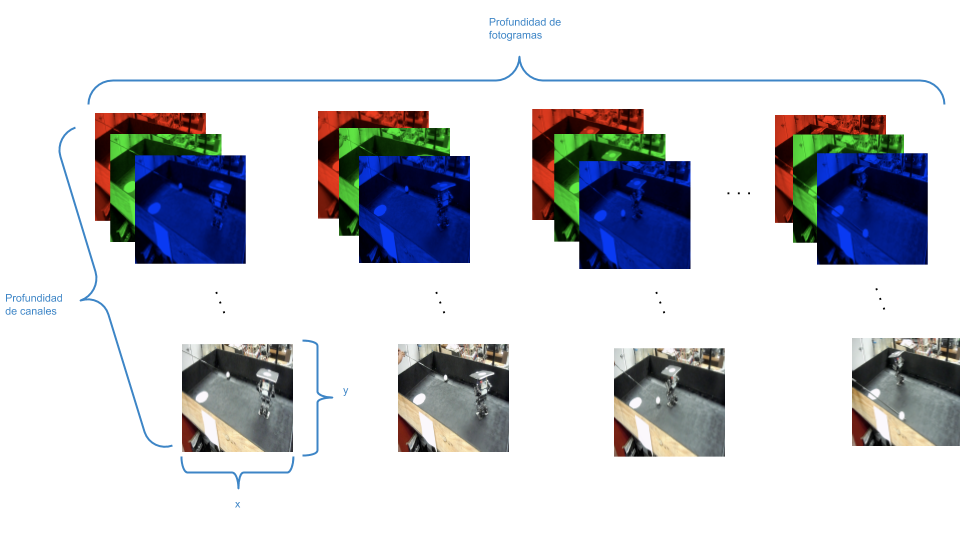 Profundidad de
fotogramas
. . .
Profundidad
de canales
y
x